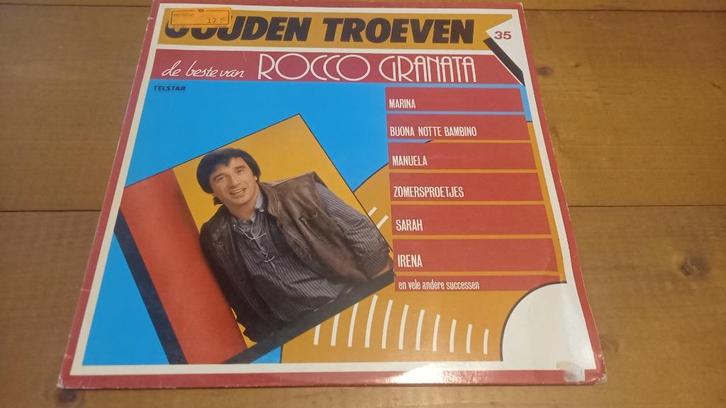 GOUDEN TROEVEN
35
de beste van ROCCO GRANATA
TELSTAR
MARINA
BUONA NOTTE BAMBINO
MANUELA
ZOMERSPROETJES
SARAH
IRENA
en vele andere successen